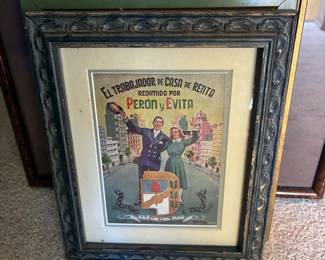 EL TRABAJADOR DE CASA DE RENTA
REDIMIDO POR
PERÓN y EVITA